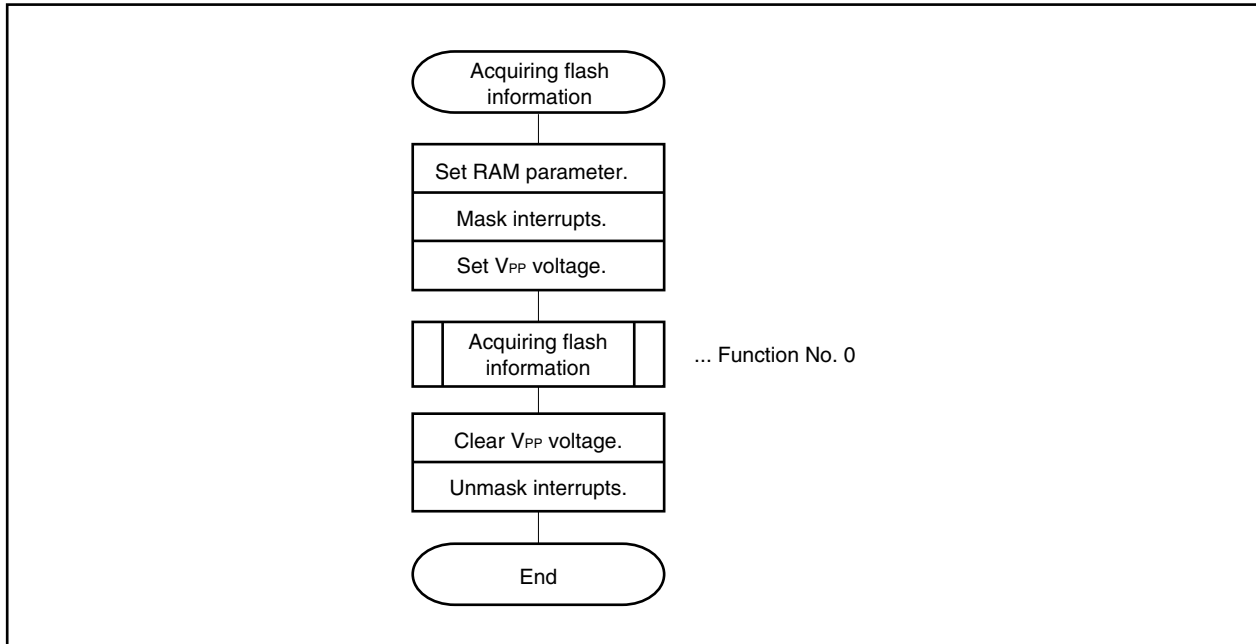 Acquiring flash
information
Set RAM parameter.
Mask interrupts.
Set VPP voltage.
Acquiring flash
information
... Function No. 0
Clear VPP voltage.
Unmask interrupts.
End